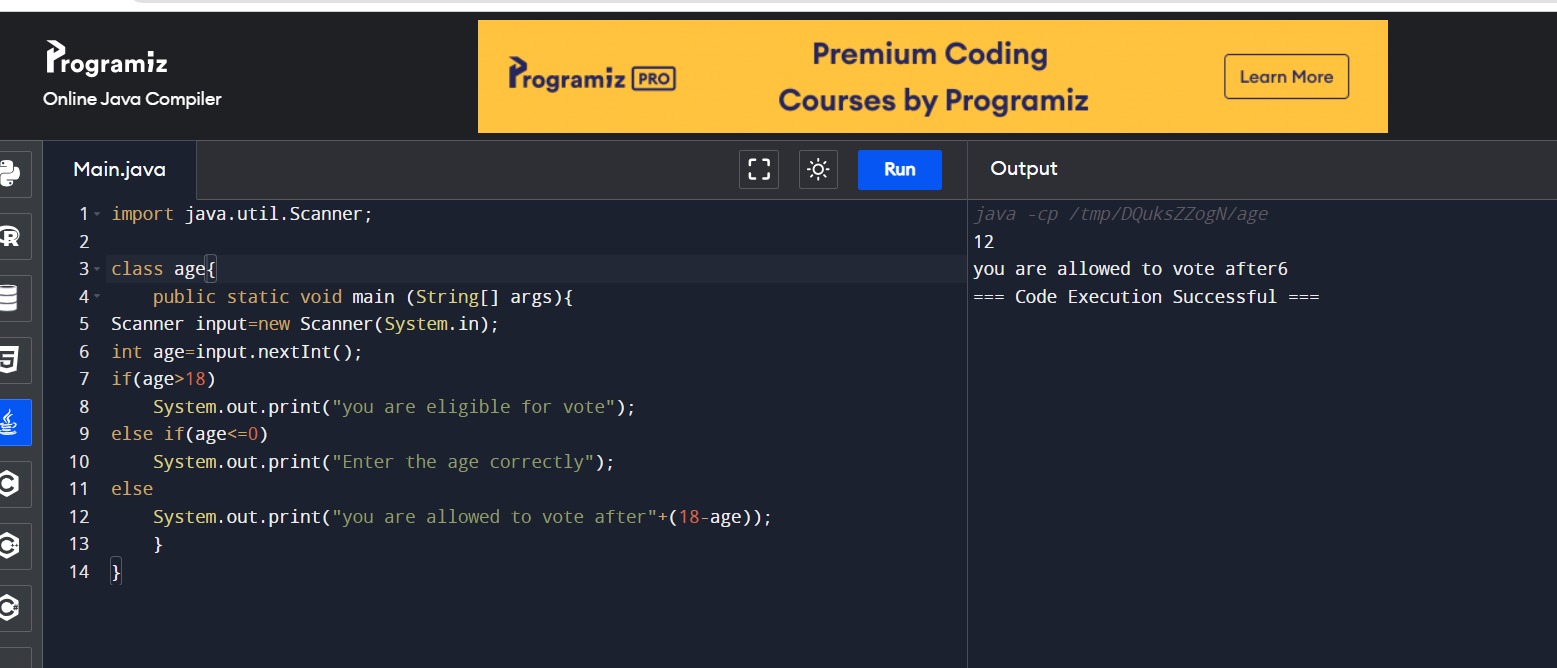 Programiz
Online Java Compiler
Programiz PRO
Premium Coding
Courses by Programiz
Learn More
Main.java
Run
Output
1 import java.util.Scanner;
2
3 class age{
4     public static void main (String[] args){
5 Scanner input=new Scanner(System.in);
6 int age=input.nextInt();
7 if(age>18)
8     System.out.print("you are eligible for vote");
9 else if(age<=0)
10     System.out.print("Enter the age correctly");
11 else
12     System.out.print("you are allowed to vote after"+(18-age));
13     }
14 }
java -cp /tmp/DQuksZZogN/age
12
you are allowed to vote after6
=== Code Execution Successful ===